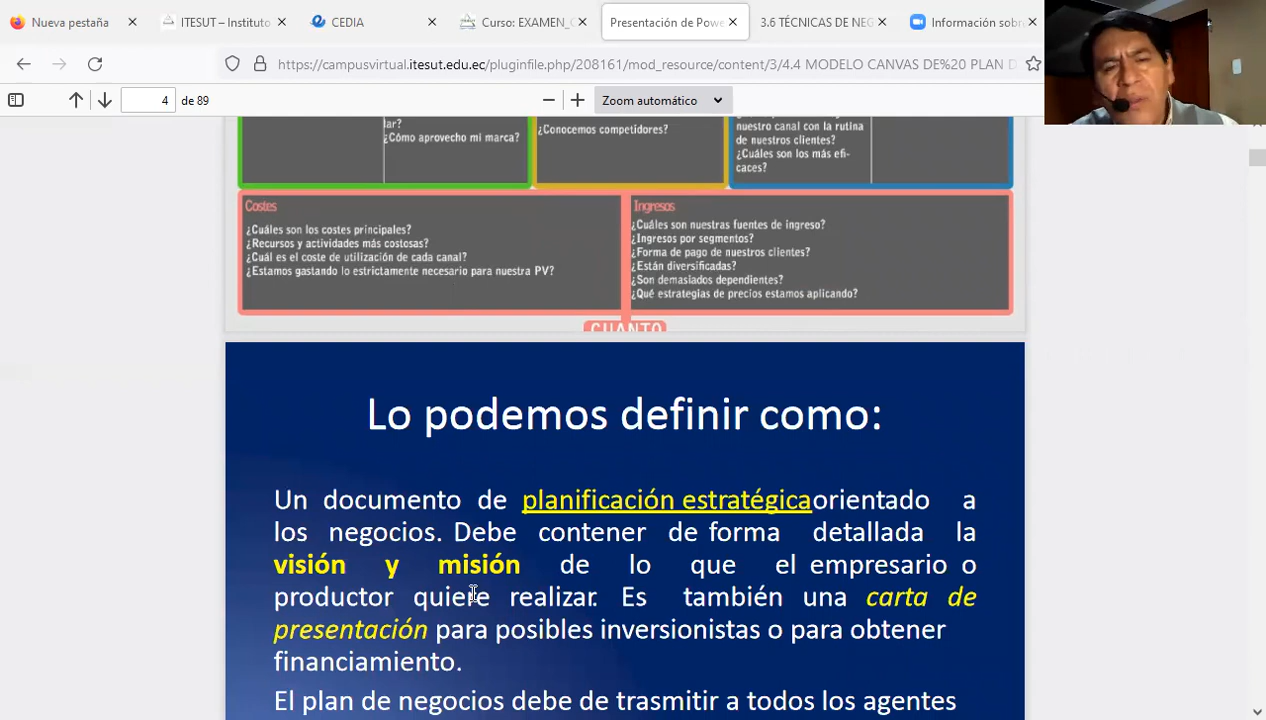 Nueva pestaña
ITESUT – Instituto
CEDIA
Curso: EXAMEN_
Presentación de Powe
3.6 TÉCNICAS DE NEG
Información sobr
https://campusvirtual.itesut.edu.ec/pluginfile.php/208161/mod_resource/content/3/4.4 MODELO CANVAS DE%20 PLAN D
4 de 89
Zoom automático
lar?
¿Cómo aprovecho mi marca?
¿Conocemos competidores?
nuestro canal con la rutina
de nuestros clientes?
¿Cuáles son los más efi-
caces?
Costes
¿Cuáles son los costes principales?
¿Recursos y actividades más costosas?
¿Cuál es el coste de utilización de cada canal?
¿Estamos gastando lo estrictamente necesario para nuestra PV?
Ingresos
¿Cuáles son nuestras fuentes de ingreso?
¿Ingresos por segmentos?
¿Forma de pago de nuestros clientes?
¿Están diversificadas?
¿Son demasiados dependientes?
¿Qué estrategias de precios estamos aplicando?
CUANTO
Lo podemos definir como:
Un documento de planificación estratégicaorientado a
los negocios. Debe contener de forma detallada la
visión y misión de lo que el empresario o
productor quiere realizar. Es también una carta de
presentación para posibles inversionistas o para obtener
financiamiento.
El plan de negocios debe de trasmitir a todos los agentes